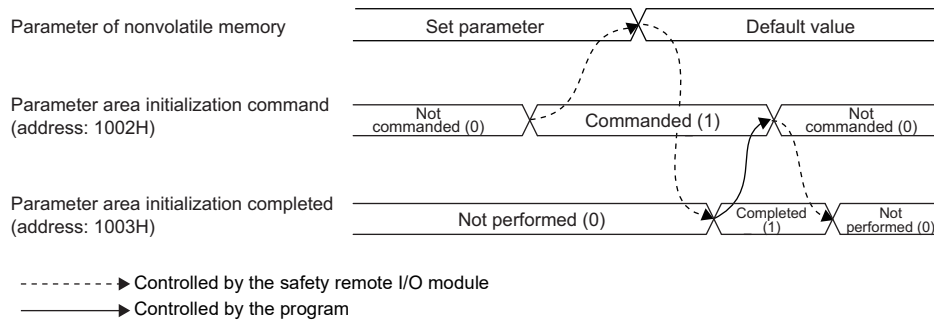 Parameter of nonvolatile memory
Set parameter
Default value
Parameter area initialization command
(address: 1002H)
Not
commanded (0)
Commanded (1)
Not
commanded (0)
Parameter area initialization completed
(address: 1003H)
Not performed (0)
Completed
(1)
Not
performed (0)
Controlled by the safety remote I/O module
Controlled by the program